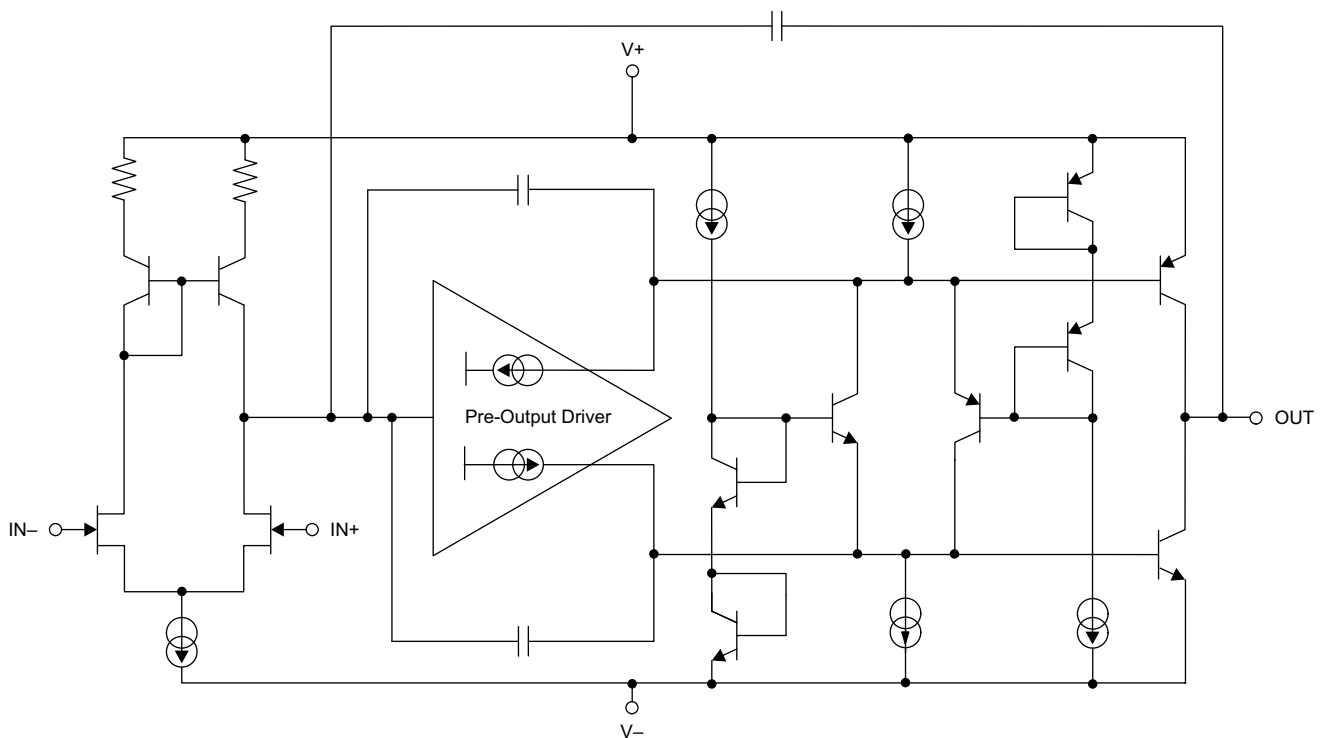 V+
Pre-Output Driver
OUT
IN–
IN+
V–